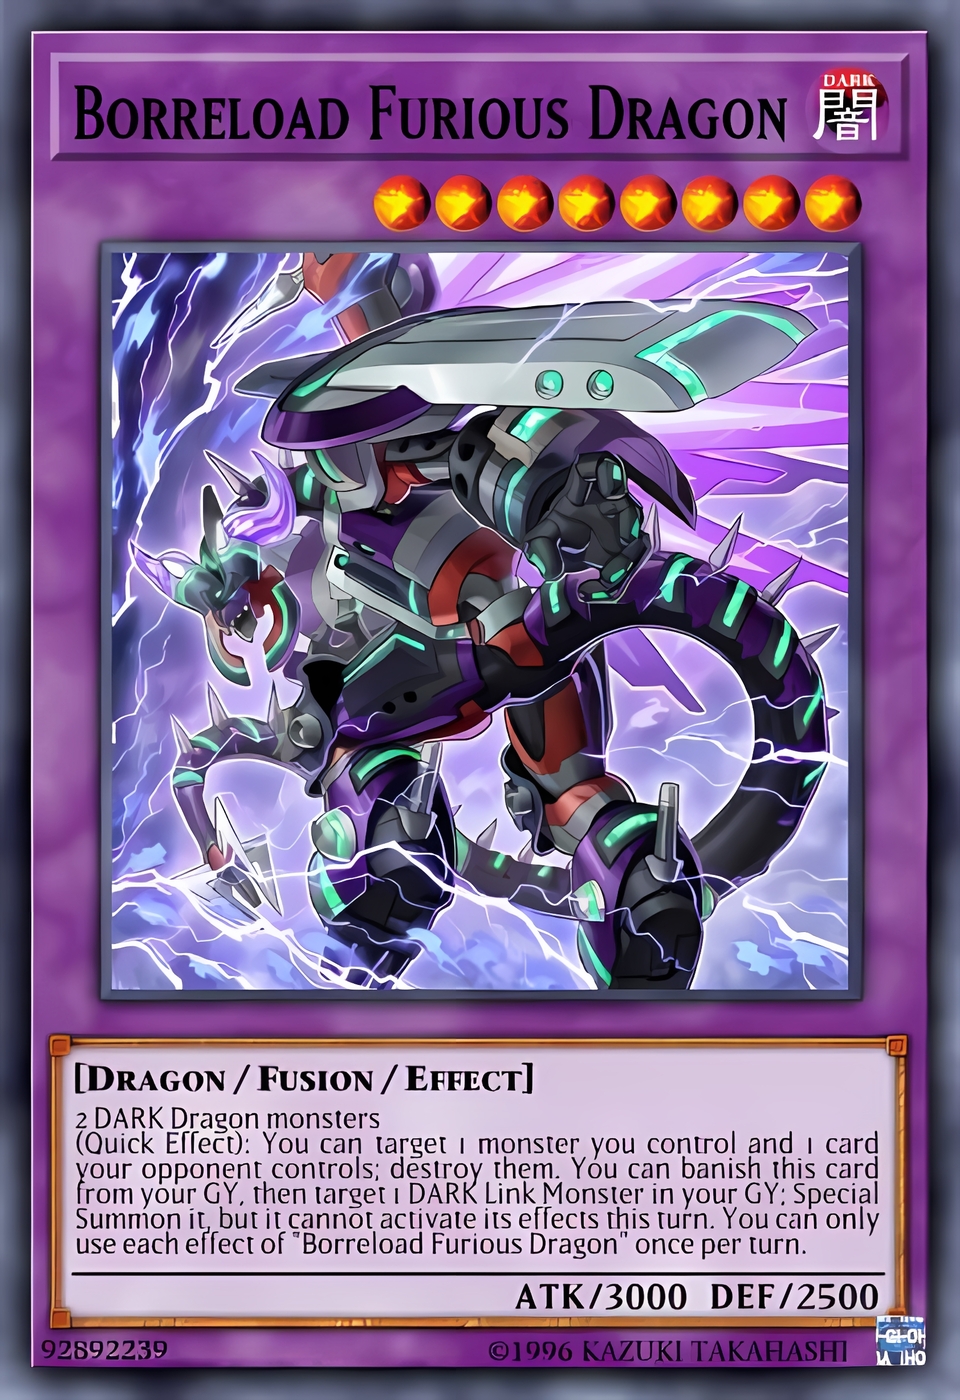 Borreload Furious Dragon
DARK
闇
[Dragon / Fusion / Effect]
2 DARK Dragon monsters
(Quick Effect): You can target 1 monster you control and 1 card
your opponent controls; destroy them. You can banish this card
from your GY, then target 1 DARK Link Monster in your GY; Special
Summon it, but it cannot activate its effects this turn. You can only
use each effect of "Borreload Furious Dragon" once per turn.
ATK/3000 DEF/2500
92892239
©1996 KAZUKI TAKAHASHI